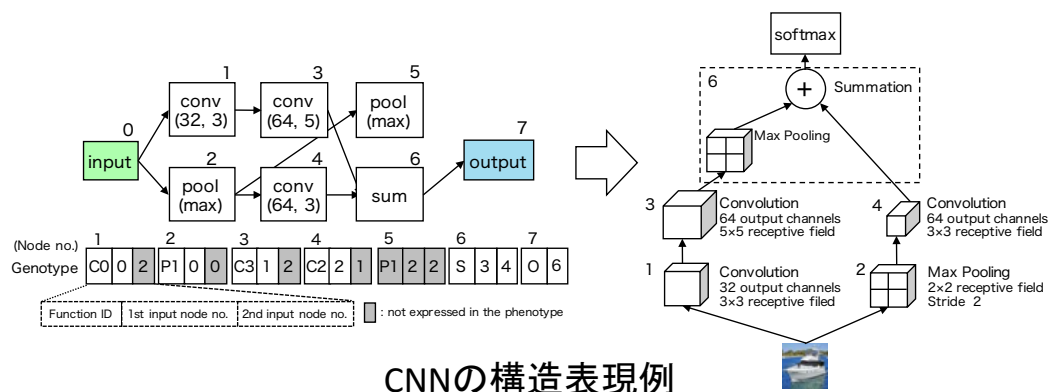 0
input
1
conv
(32, 3)
2
pool
(max)
3
conv
(64, 5)
4
conv
(64, 3)
5
pool
(max)
6
sum
7
output
(Node no.)
1 2 3 4 5 6 7
Genotype
C0 0 2 P1 0 0 C3 1 2 C2 2 1 P1 2 2 S 3 4 O 6
Function ID 1st input node no. 2nd input node no.
: not expressed in the phenotype
softmax
6
+
Summation
Max Pooling
3
Convolution
64 output channels
5×5 receptive field
4
Convolution
64 output channels
3×3 receptive field
1
Convolution
32 output channels
3×3 receptive filed
2
Max Pooling
2×2 receptive field
Stride 2
CNNの構造表現例